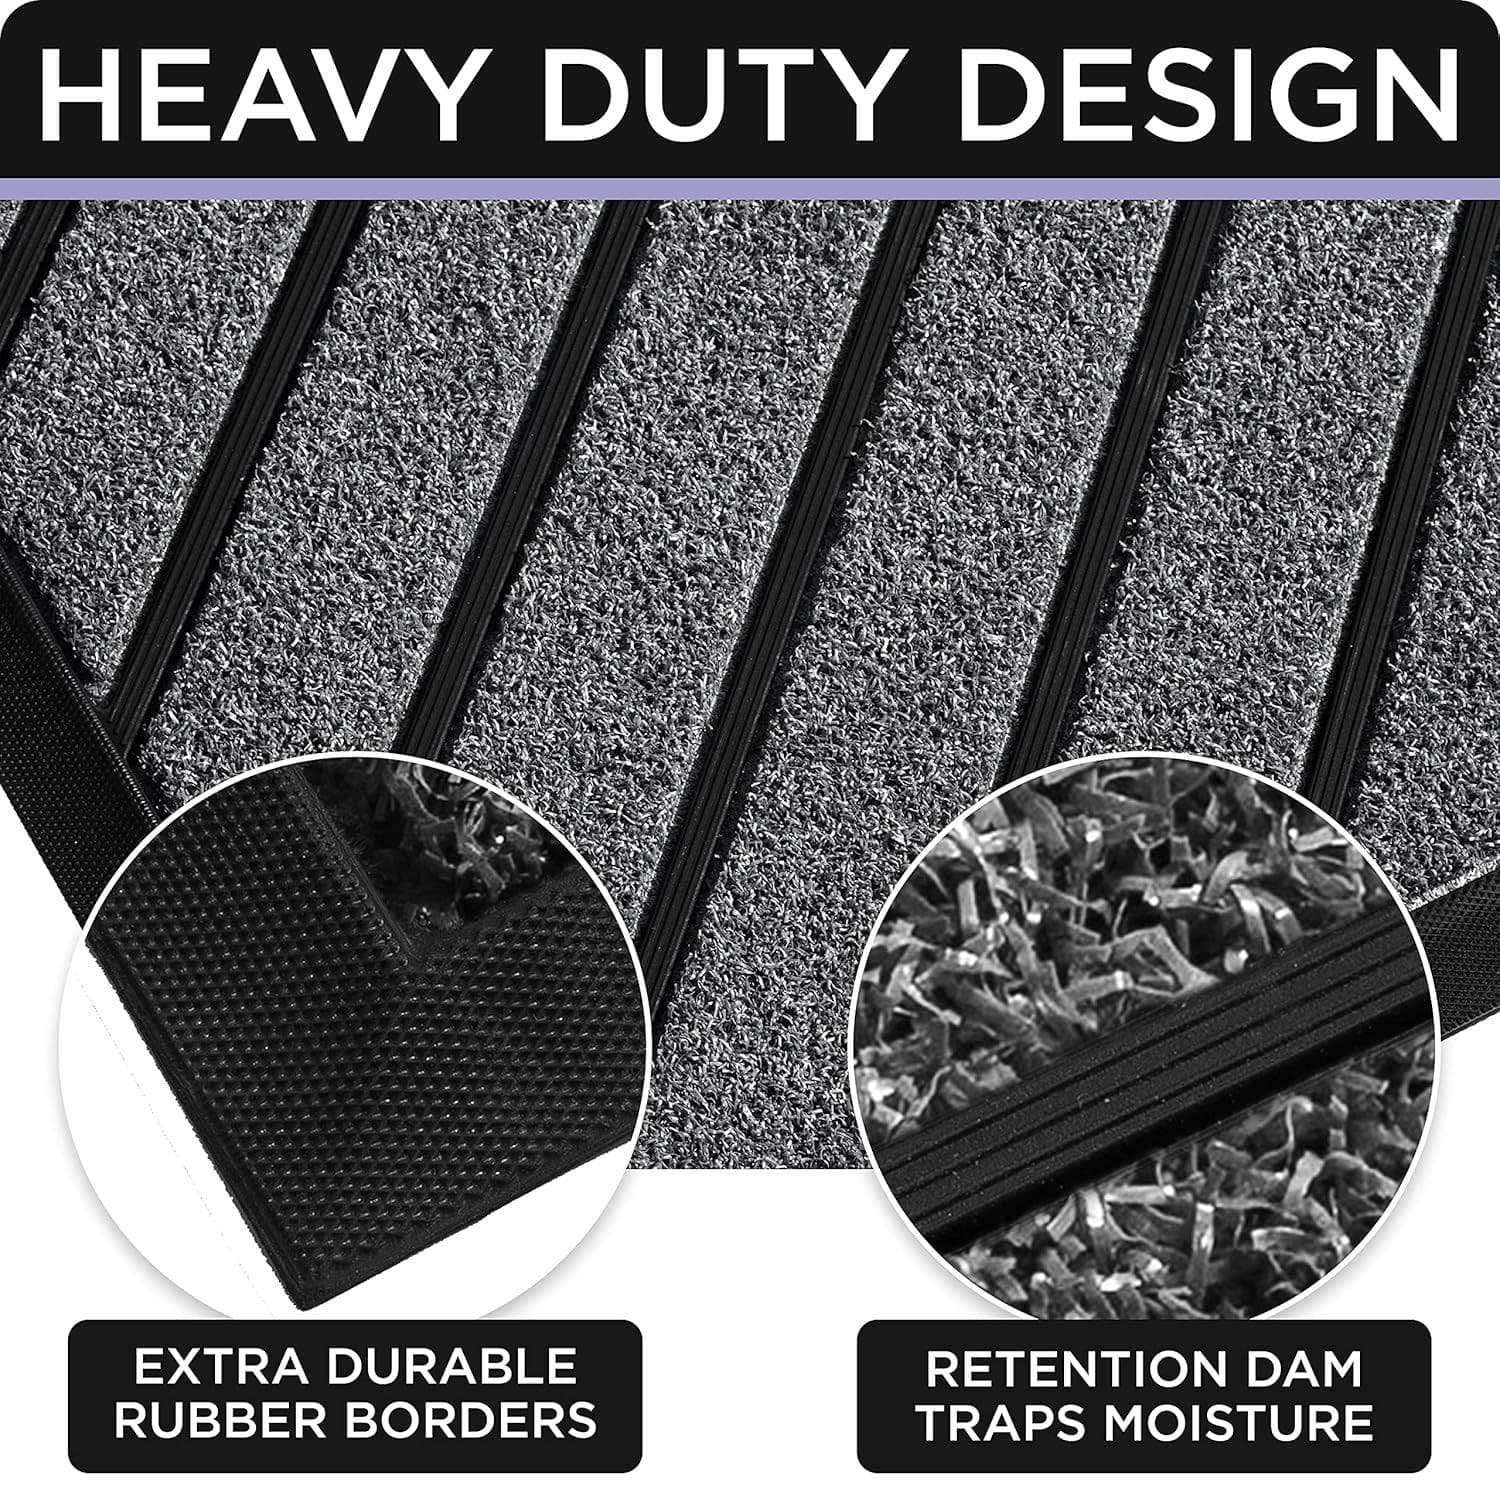 HEAVY DUTY DESIGN
EXTRA DURABLE
RUBBER BORDERS
RETENTION DAM
TRAPS MOISTURE